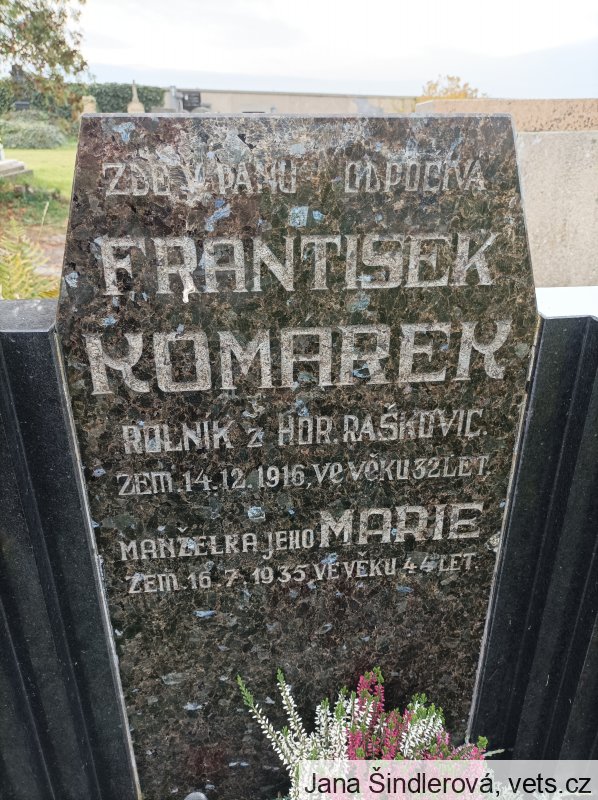 ZDE V PÁNU ODPOČÍVÁ
FRANTIŠEK
KOMÁREK
ROLNÍK Z HOR. RAŠKOVIC.
ZEM. 14. 12. 1916, VE VĚKU 32 LET.
MANŽELKA JEHO MARIE
ZEM. 16. 7. 1935 VE VĚKU 44 LET.
Jana Šindlerová, vets.cz